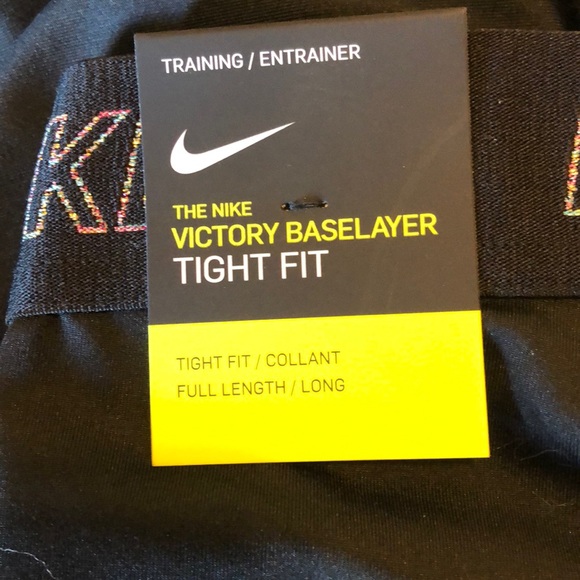 TRAINING / ENTRAINER
THE NIKE
VICTORY BASELAYER
TIGHT FIT
TIGHT FIT / COLLANT
FULL LENGTH / LONG